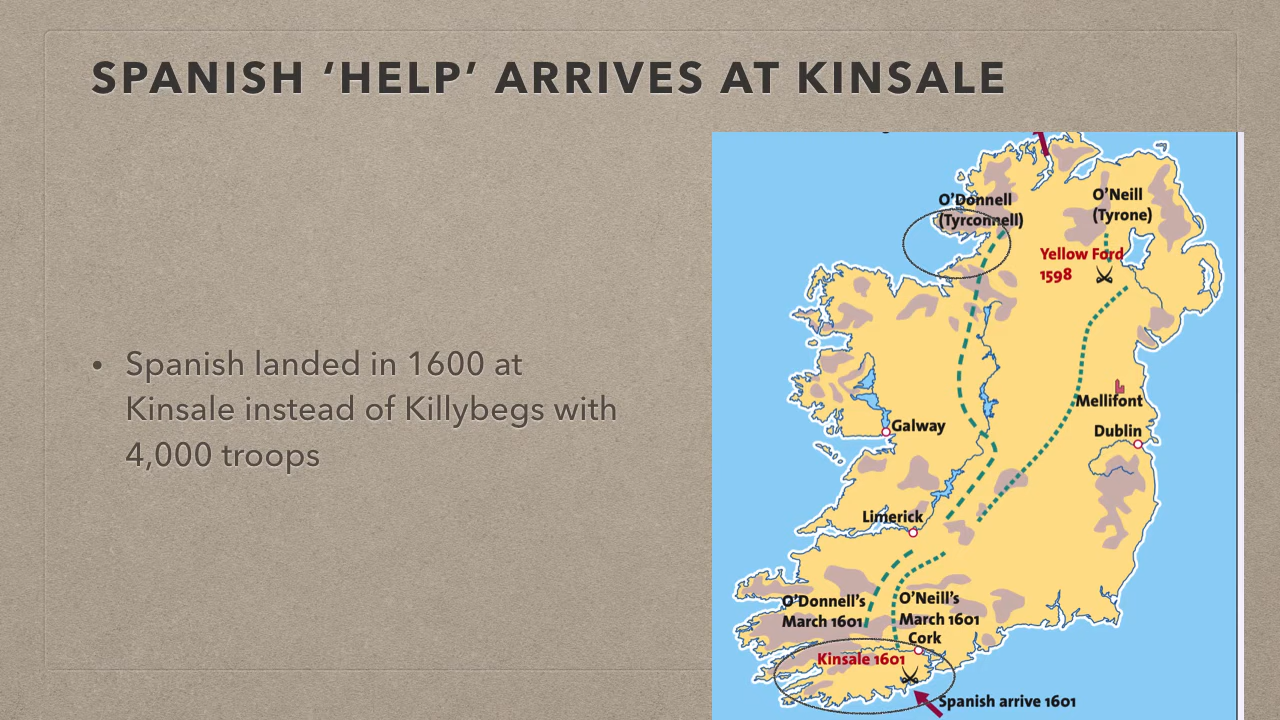 SPANISH ‘HELP’ ARRIVES AT KINSALE
• Spanish landed in 1600 at
Kinsale instead of Killybegs with
4,000 troops
O’Donnell
(Tyrconnell)
O’Neill
(Tyrone)
Yellow Ford
1598
Mellifont
Dublin
Galway
Limerick
O’Donnell’s
March 1601
O’Neill’s
March 1601
Cork
Kinsale 1601
Spanish arrive 1601